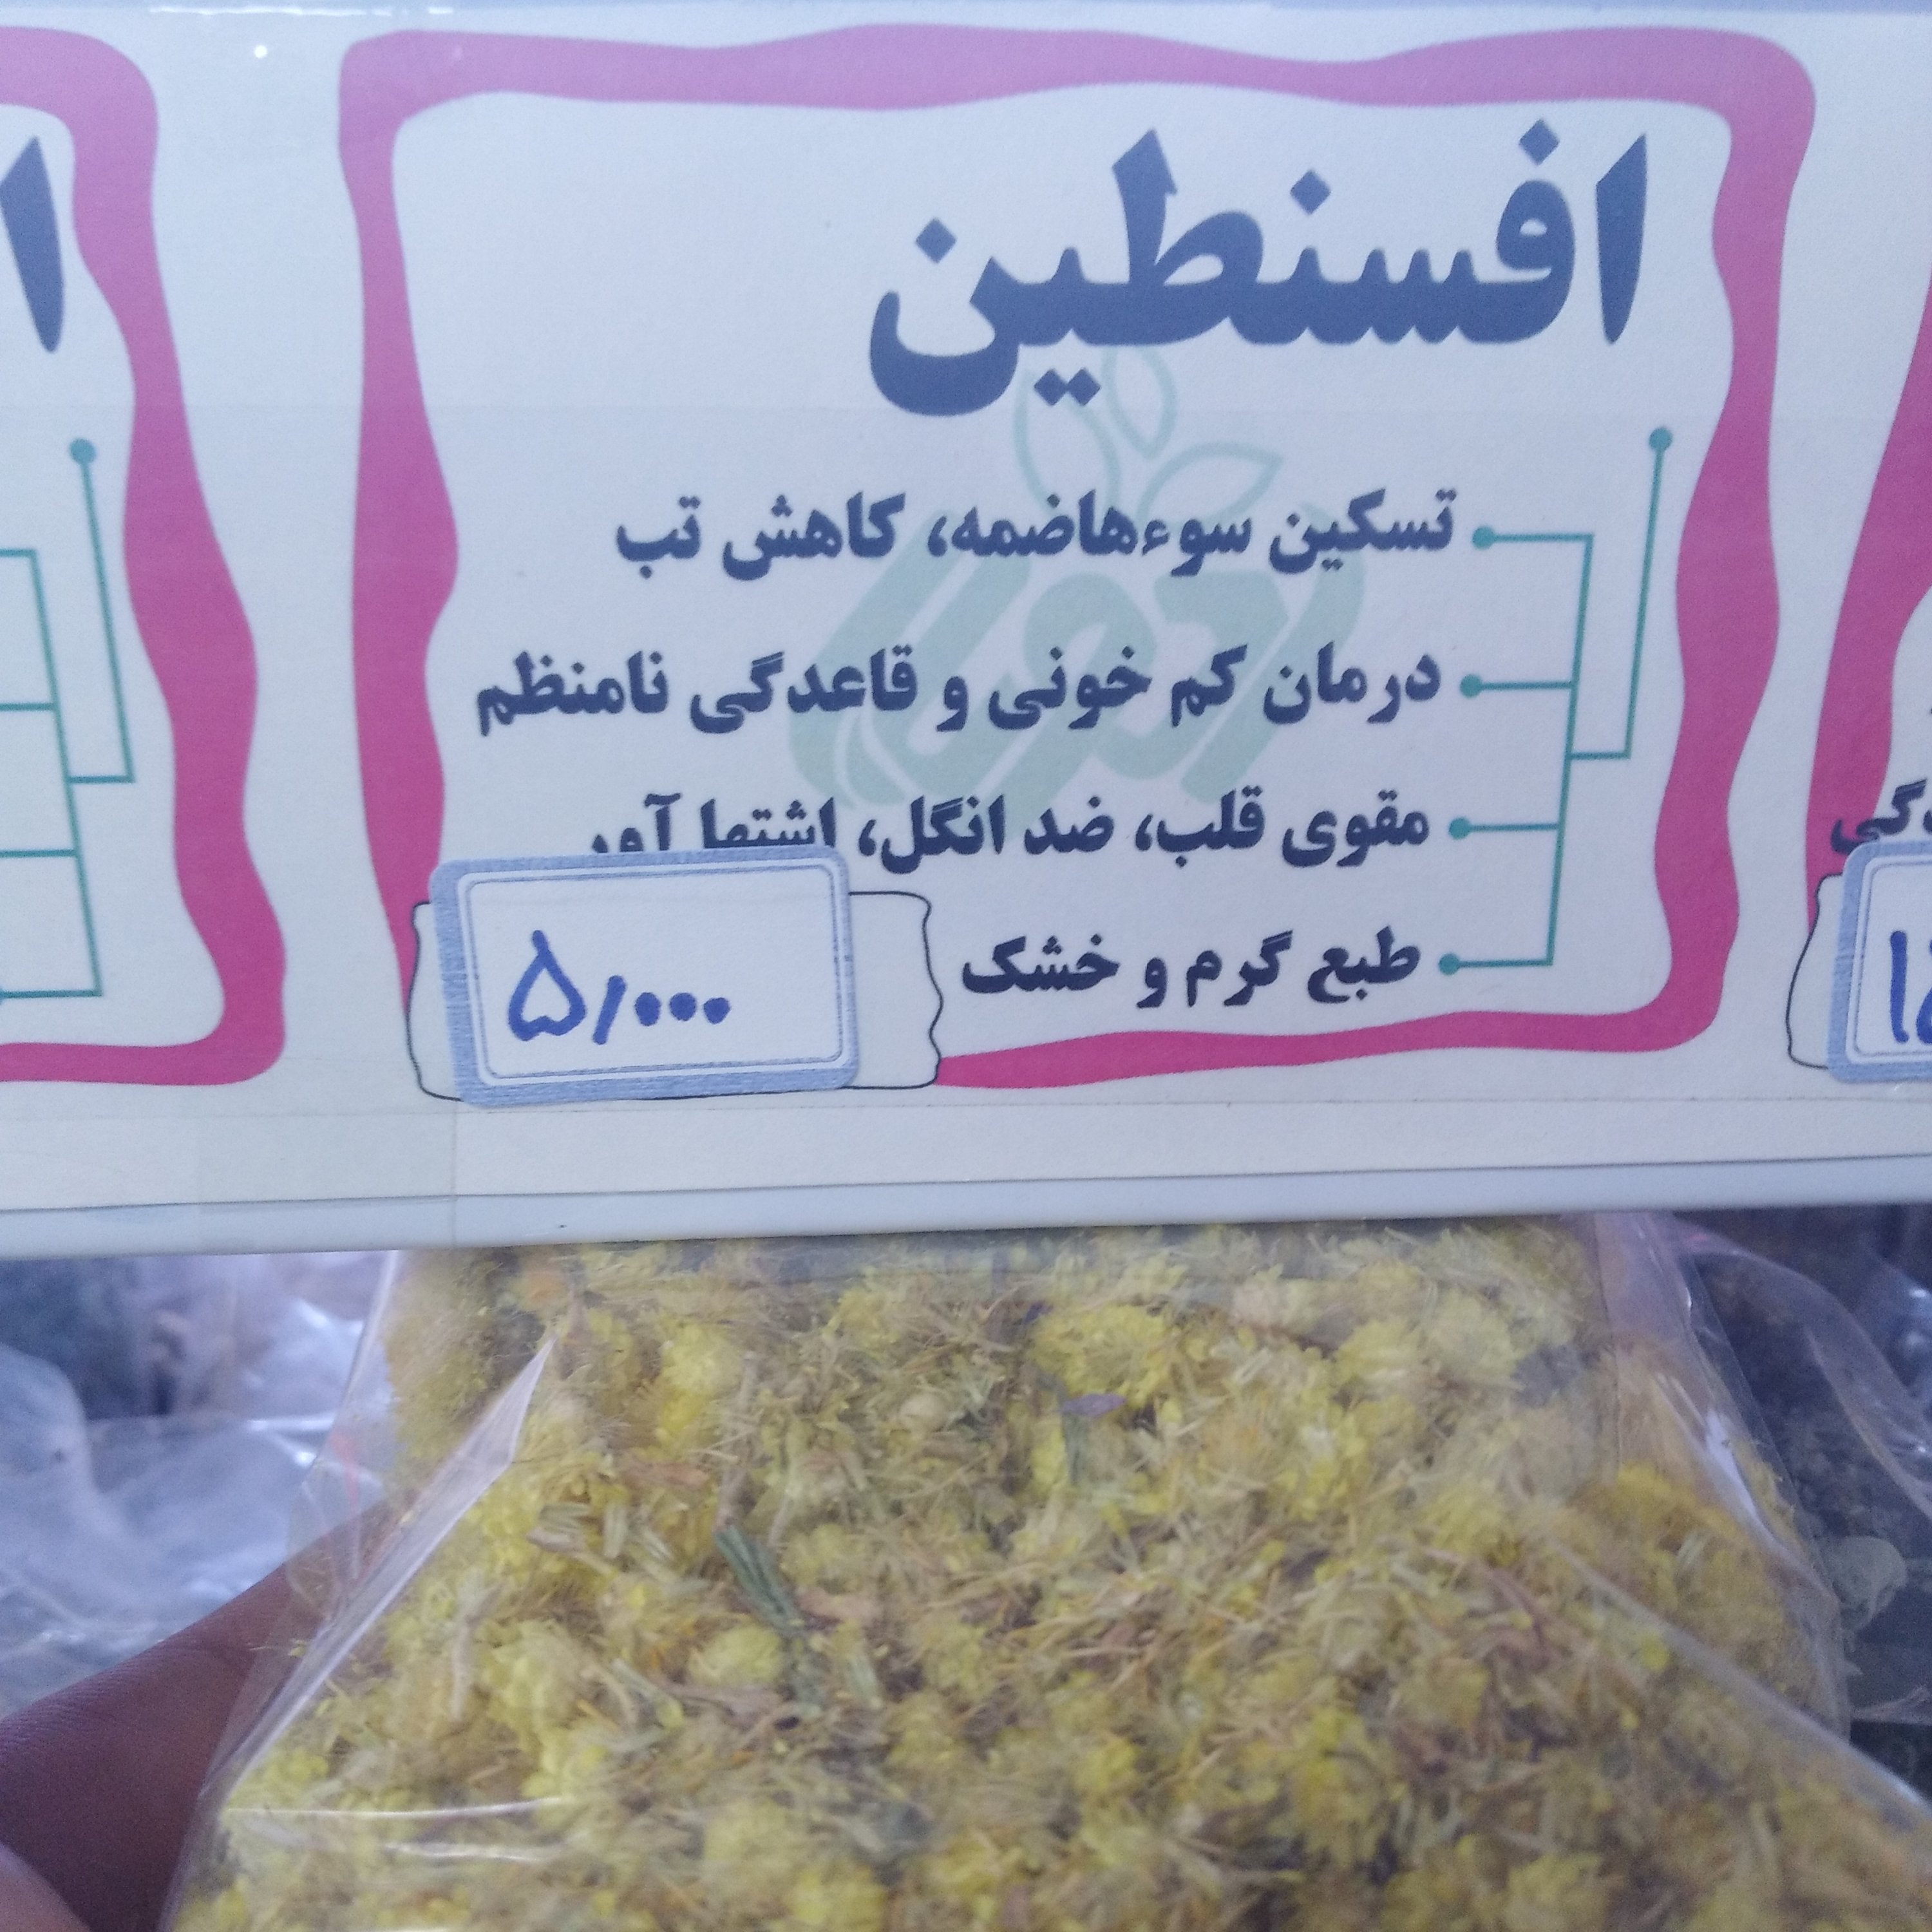 افسنطین
تسکین سوءهاضمه، کاهش تب
درمان کم خونی و قاعدگی نامنظم
مقوی قلب، ضد انگل، اشتها آور
طبع گرم و خشک
۵٫۰۰۰